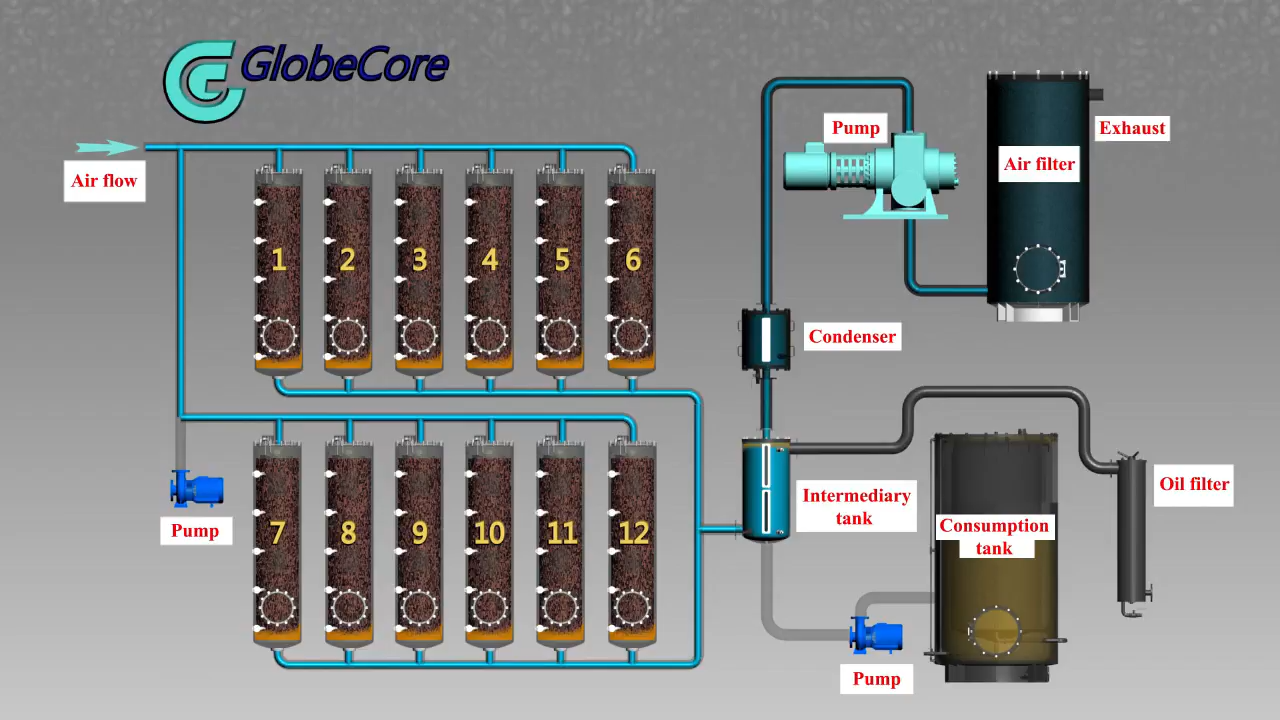 GlobeCore
Air flow
1
2
3
4
5
6
Pump
Exhaust
Air filter
Condenser
7
8
9
10
11
12
Pump
Intermediary
tank
Consumption
tank
Oil filter
Pump